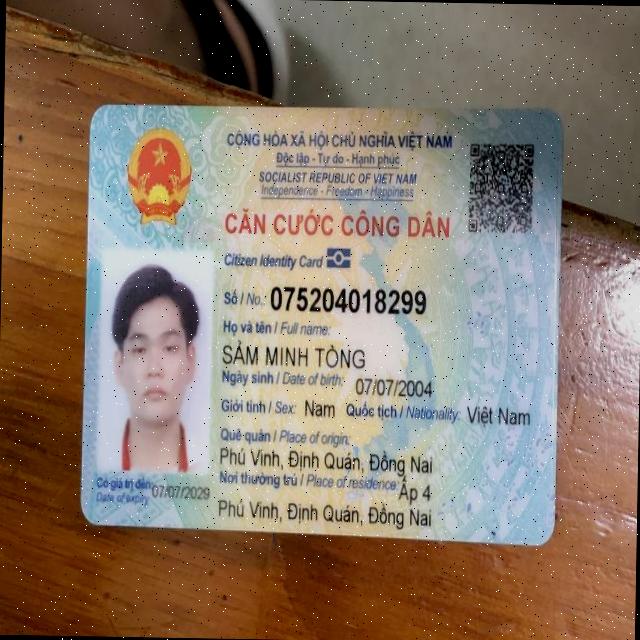 CỘNG HÒA XÃ HỘI CHỦ NGHĨA VIỆT NAM
Độc lập - Tự do - Hạnh phúc
SOCIALIST REPUBLIC OF VIET NAM
Independence - Freedom - Happiness
CĂN CƯỚC CÔNG DÂN
Citizen Identity Card
Số / No.: 075204018299
Họ và tên / Full name:
SẢM MINH TÒNG
Ngày sinh / Date of birth: 07/07/2004
Giới tính / Sex: Nam Quốc tịch / Nationality: Việt Nam
Quê quán / Place of origin:
Phú Vinh, Định Quán, Đồng Nai
Nơi thường trú / Place of residence: Ấp 4
Phú Vinh, Định Quán, Đồng Nai
Có giá trị đến: 07/07/2029
Date of expiry